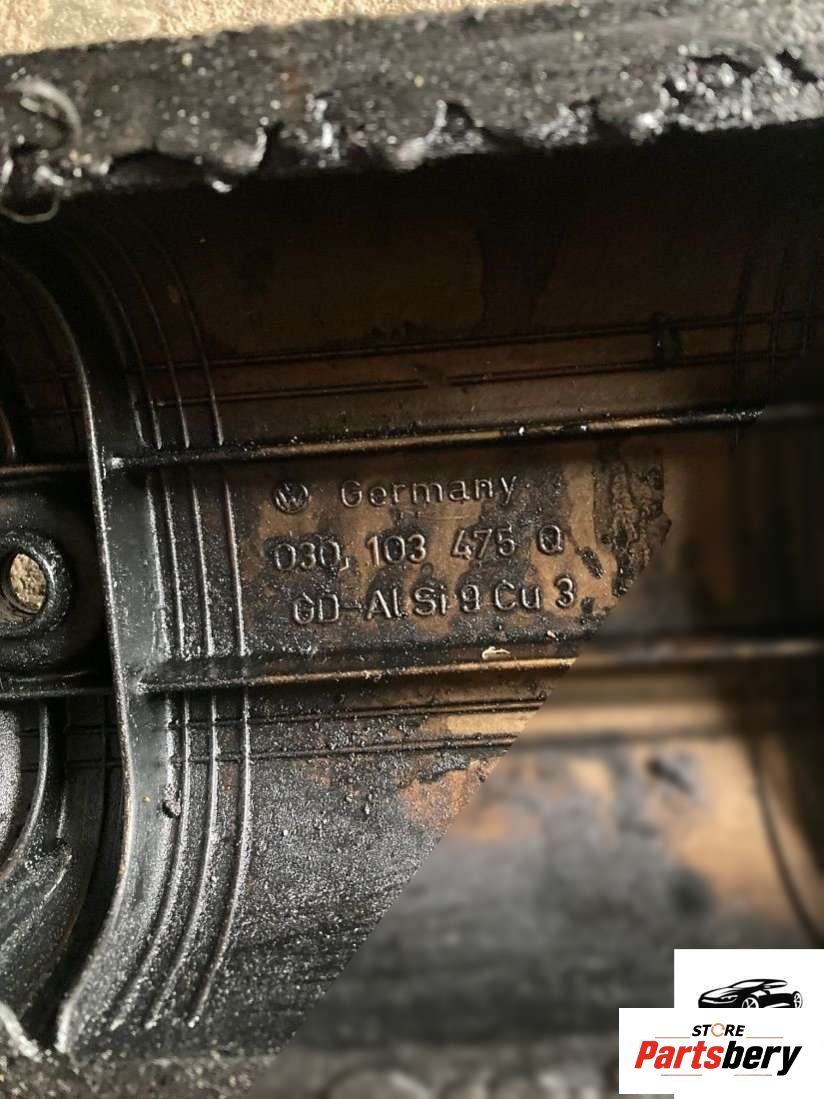 Germany
030 103 475 Q
GD-AlSi9Cu3
STORE
Partsbery